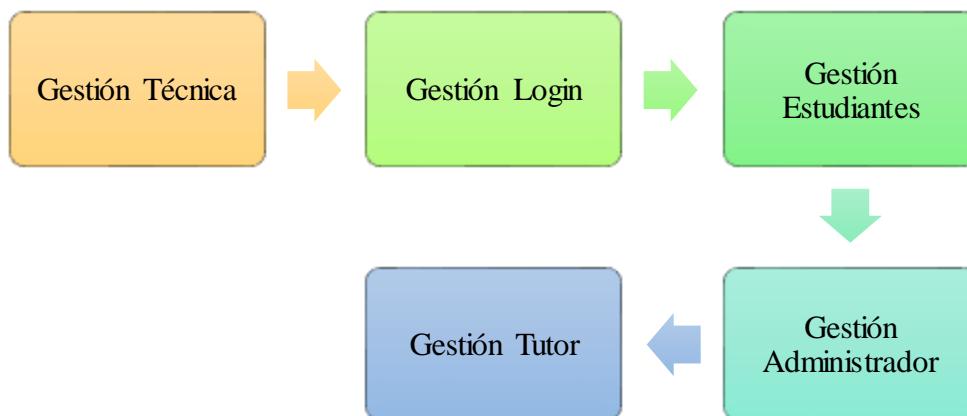 Gestión Técnica
Gestión Login
Gestión
Estudiantes
Gestión Tutor
Gestión
Administrador